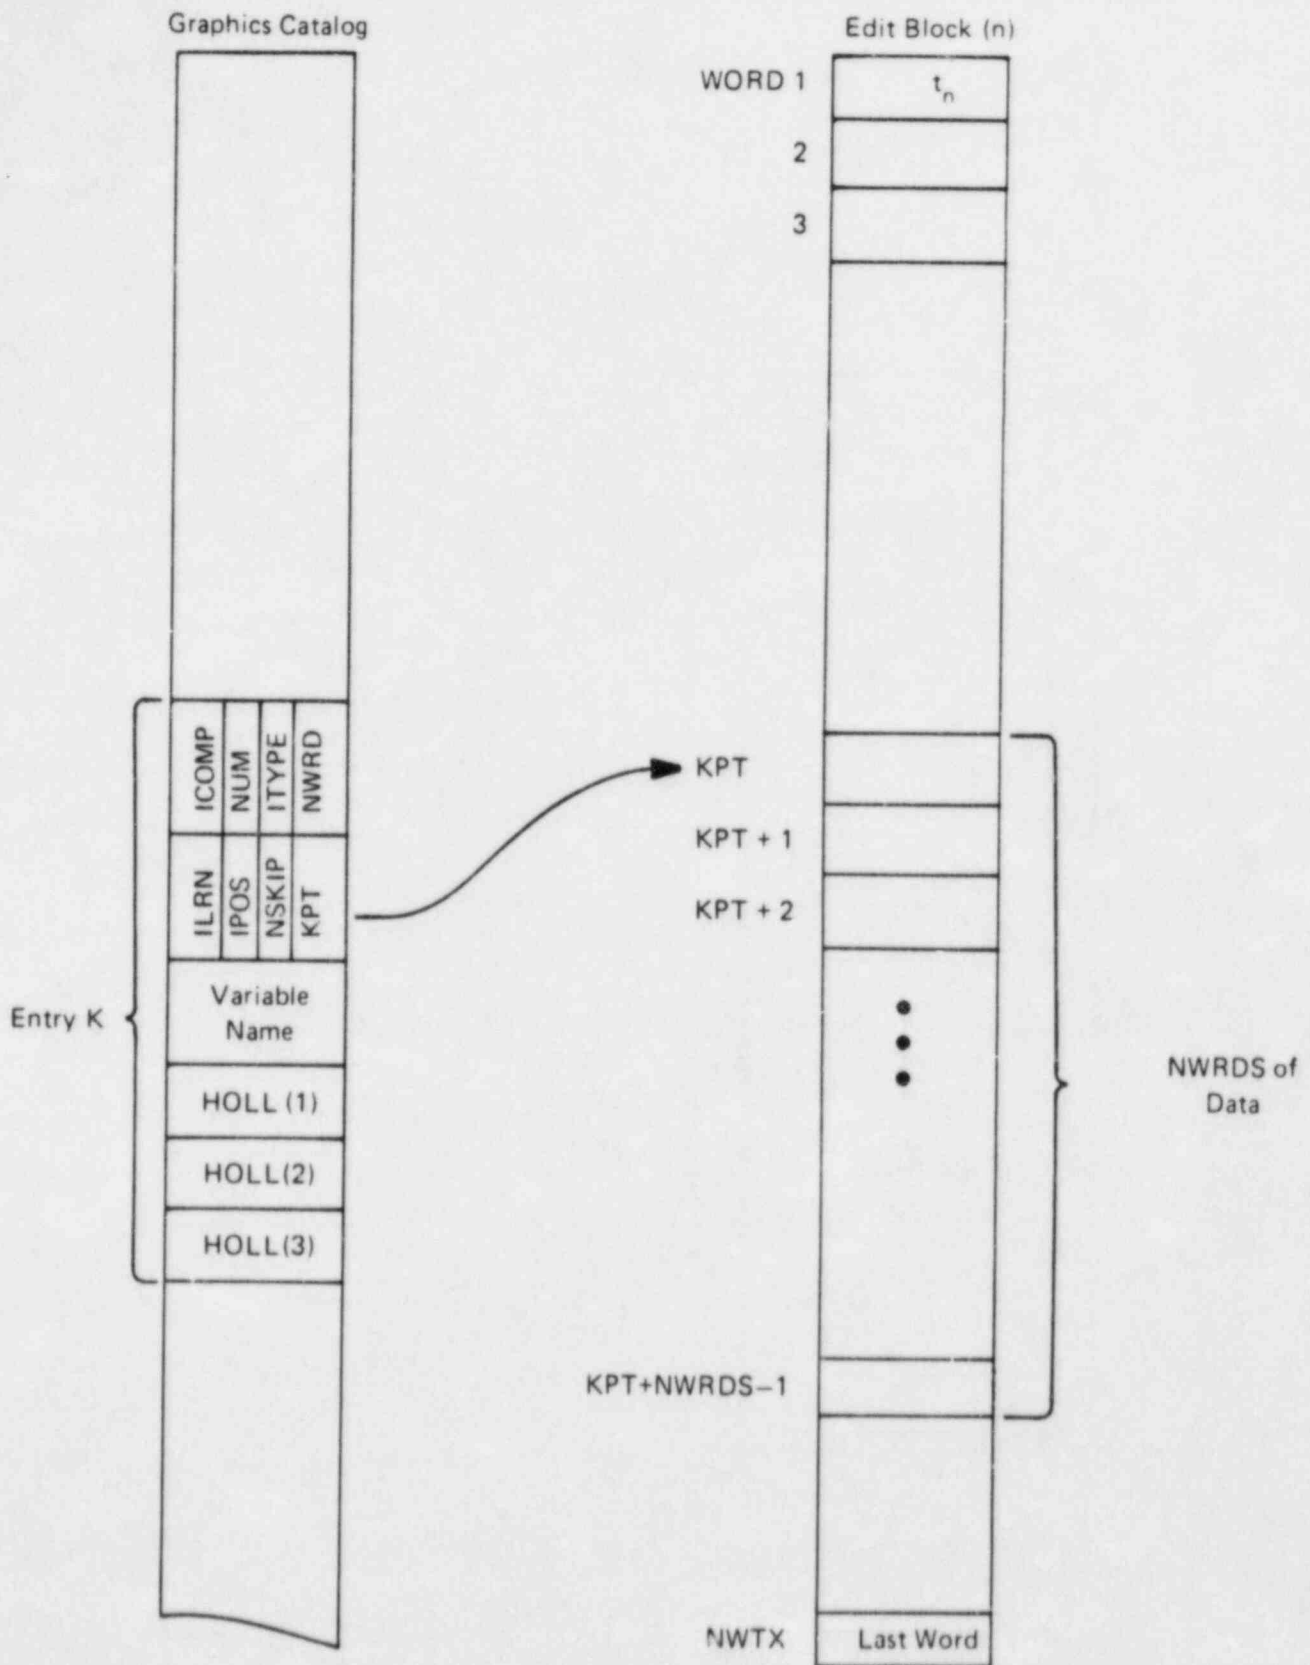 Graphics Catalog
ICOMP
NUM
ITYPE
NWRD
ILRN
IPOS
NSKIP
KPT
Entry K
Variable
Name
HOLL (1)
HOLL(2)
HOLL(3)
Edit Block (n)
WORD 1
tn
2
3
KPT
KPT + 1
KPT + 2
NWRDS of
Data
KPT+NWRDS−1
NWTX
Last Word